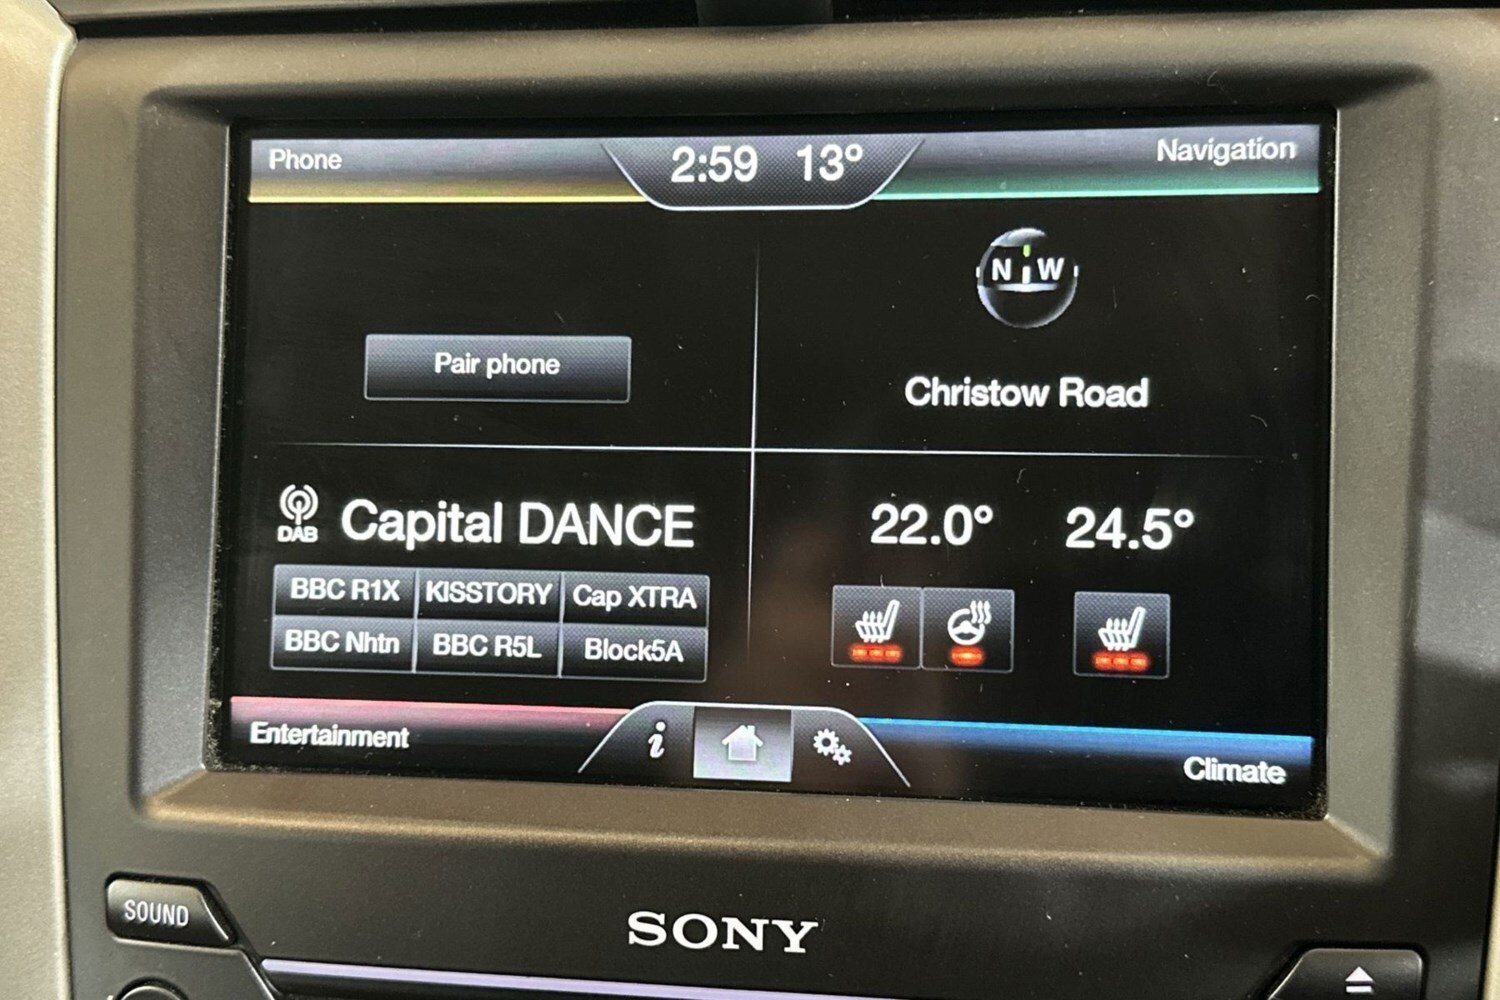 Phone
2:59 13°
Navigation
N W
Pair phone
Christow Road
DAB
Capital DANCE
BBC R1X KISSTORY Cap XTRA
BBC Nhtn BBC R5L Block5A
22.0° 24.5°
Entertainment
i
Climate
SOUND
SONY